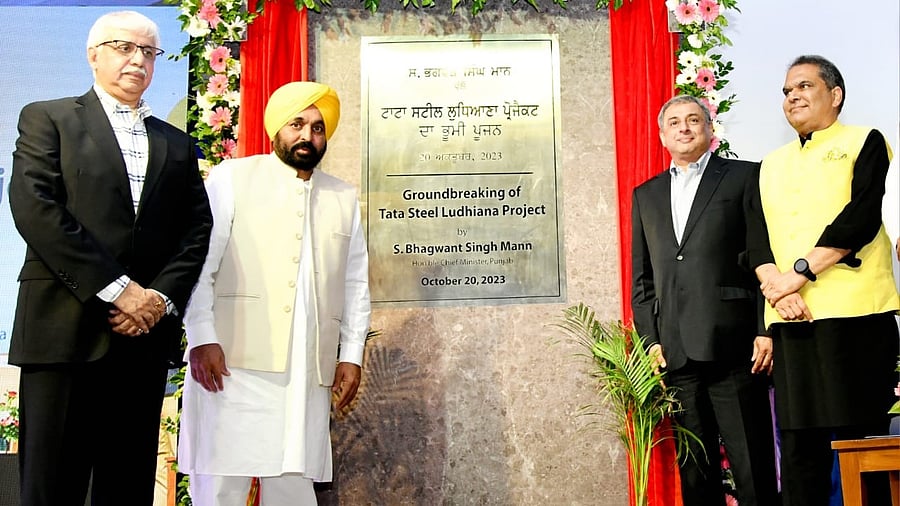 ਸ. ਭਗਵੰਤ ਸਿੰਘ ਮਾਨ
ਵੱਲੋਂ
ਟਾਟਾ ਸਟੀਲ ਲੁਧਿਆਣਾ ਪ੍ਰੋਜੈਕਟ
ਦਾ ਭੂਮੀ ਪੂਜਨ
20 ਅਕਤੂਬਰ, 2023
Groundbreaking of
Tata Steel Ludhiana Project
by
S. Bhagwant Singh Mann
Hon'ble Chief Minister, Punjab
October 20, 2023